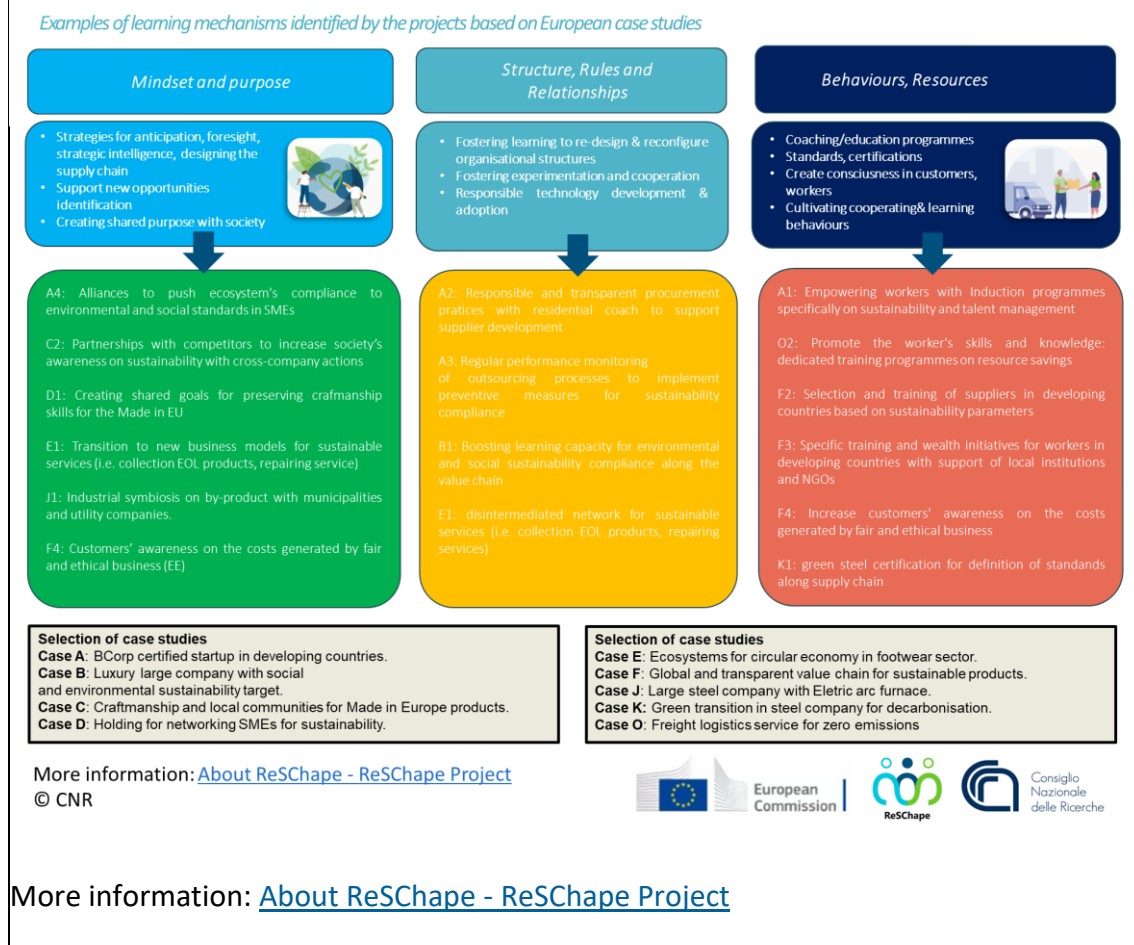 Examples of learning mechanisms identified by the projects based on European case studies
Mindset and purpose
• Strategies for anticipation, foresight,
strategic intelligence, designing the
supply chain
• Support new opportunities
identification
• Creating shared purpose with society
A4: Alliances to push ecosystem's compliance to
environmental and social standards in SMEs
C2: Partnerships with competitors to increase society's
awareness on sustainability with cross-company actions
D1: Creating shared goals for preserving crafmanship
skills for the Made in EU
E1: Transition to new business models for sustainable
services (i.e. collection EOL products, repairing service)
J1: Industrial symbiosis on by-product with municipalities
and utility companies.
F4: Customers' awareness on the costs generated by fair
and ethical business (EE)
Structure, Rules and
Relationships
• Fostering learning to re-design & reconfigure
organisational structures
• Fostering experimentation and cooperation
• Responsible technology development &
adoption
A2: Responsible and transparent procurement
pratices with residential coach to support
supplier development
A3: Regular performance monitoring
of outsourcing processes to implement
preventive measures for sustainability
compliance
B1: Boosting learning capacity for environmental
and social sustainability compliance along the
value chain
E1: disintermediated network for sustainable
services (i.e. collection EOL products, repairing
services)
Behaviours, Resources
• Coaching/education programmes
• Standards, certifications
• Create consciusness in customers,
workers
• Cultivating cooperating& learning
behaviours
A1: Empowering workers with Induction programmes
specifically on sustainability and talent management
O2: Promote the worker's skills and knowledge:
dedicated training programmes on resource savings
F2: Selection and training of suppliers in developing
countries based on sustainability parameters
F3: Specific training and wealth initiatives for workers in
developing countries with support of local institutions
and NGOs
F4: Increase customers' awareness on the costs
generated by fair and ethical business
K1: green steel certification for definition of standards
along supply chain
Selection of case studies
Case A: BCorp certified startup in developing countries.
Case B: Luxury large company with social
and environmental sustainability target.
Case C: Craftmanship and local communities for Made in Europe products.
Case D: Holding for networking SMEs for sustainability.
Selection of case studies
Case E: Ecosystems for circular economy in footwear sector.
Case F: Global and transparent value chain for sustainable products.
Case J: Large steel company with Eletric arc furnace.
Case K: Green transition in steel company for decarbonisation.
Case O: Freight logistics service for zero emissions
More information: About ReSChape - ReSChape Project
© CNR
European
Commission
ReSChape
Consiglio
Nazionale
delle Ricerche
More information: About ReSChape - ReSChape Project